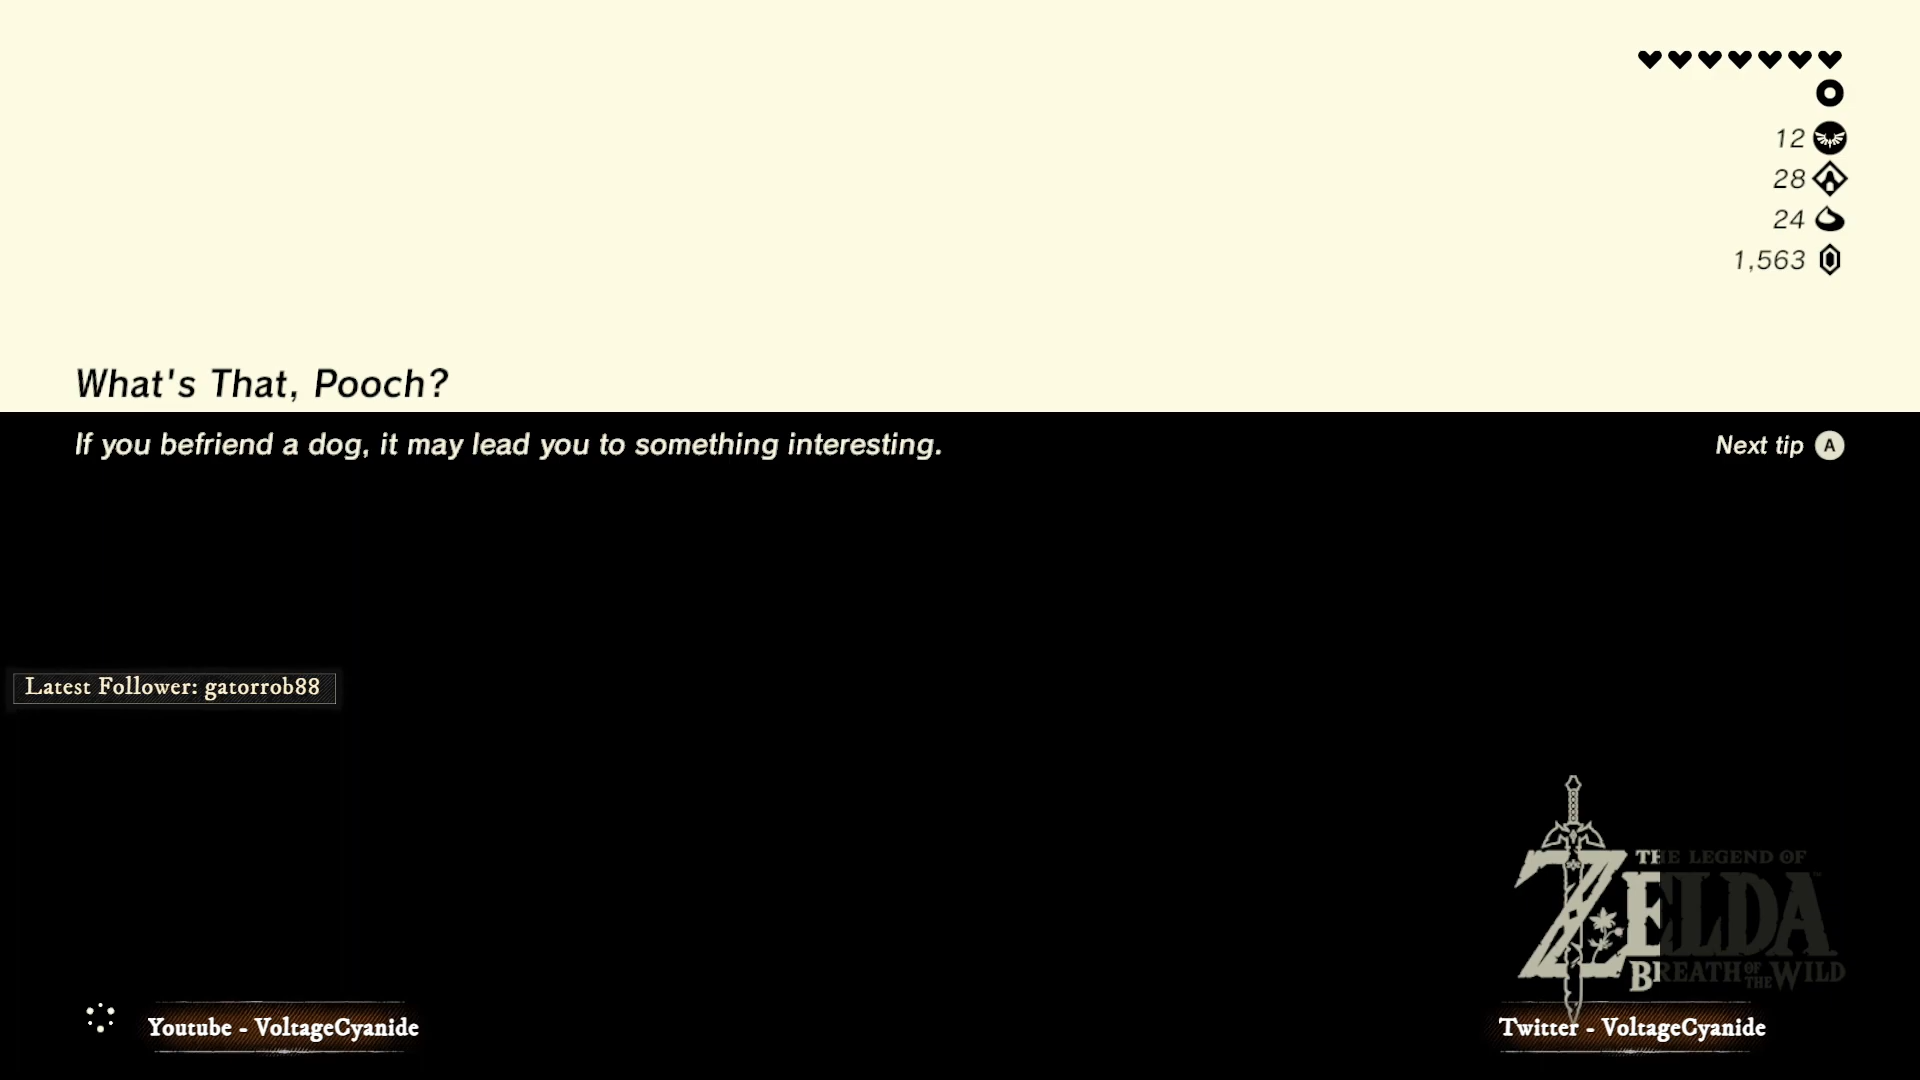 12
28
24
1,563
What's That, Pooch?
If you befriend a dog, it may lead you to something interesting.
Next tip A
Latest Follower: gatorrob88
THE LEGEND OF
ZELDA
BREATH OF THE WILD
Youtube - VoltageCyanide
Twitter - VoltageCyanide